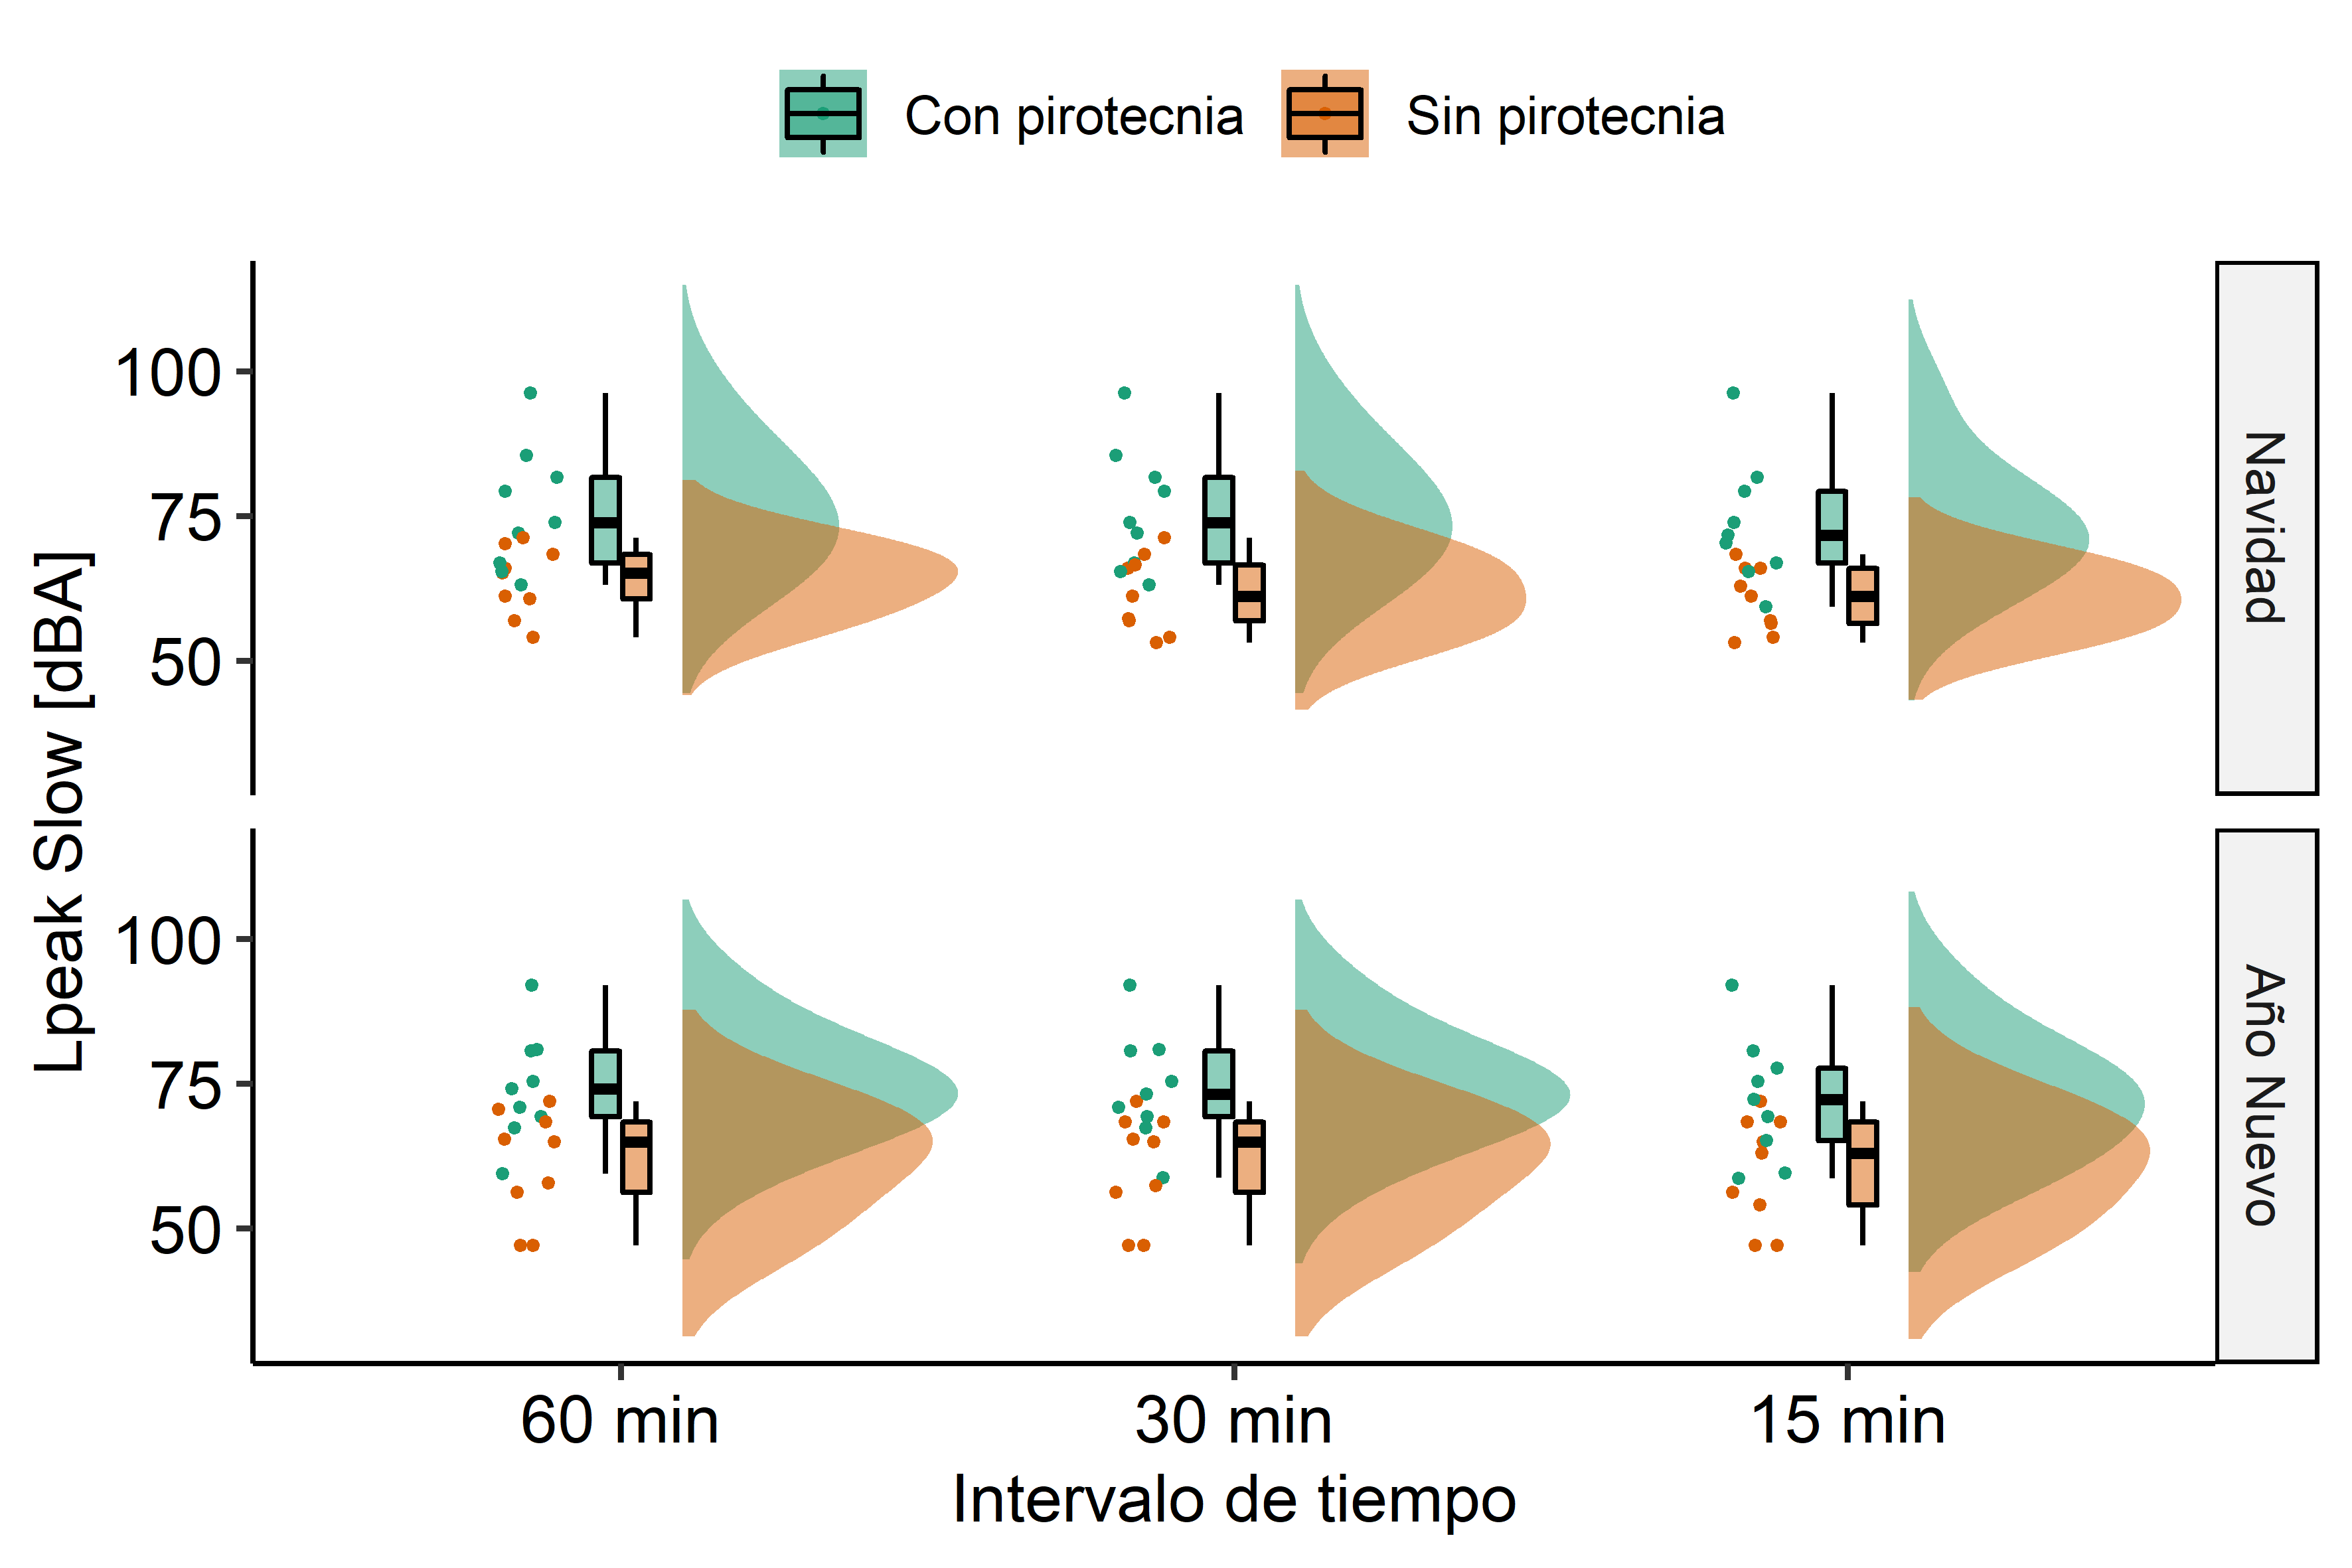 Con pirotecnia
Sin pirotecnia
Lpeak Slow [dBA]
100
75
50
Navidad
100
75
50
Año Nuevo
60 min
30 min
15 min
Intervalo de tiempo